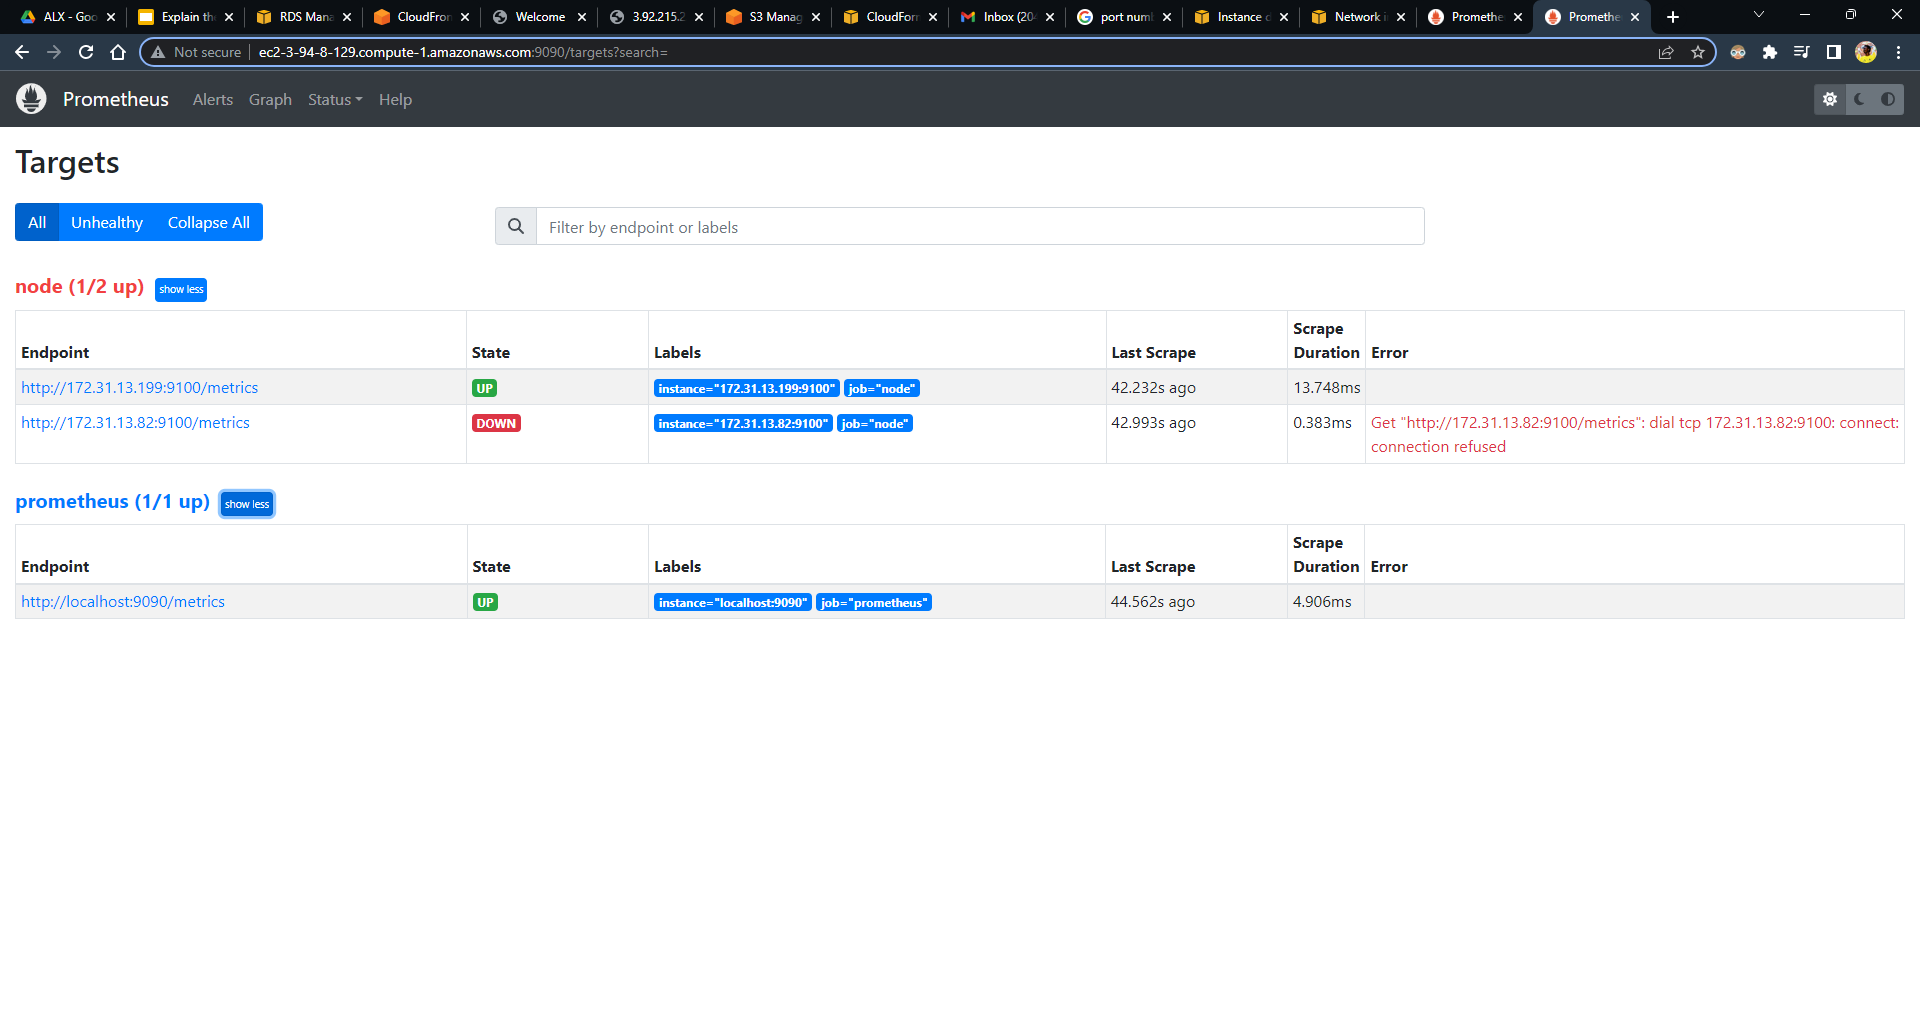 ALX - Goo
Explain th
RDS Mana
CloudFron
Welcome
3.92.215.2
S3 Manag
CloudForm
Inbox (20
port numb
Instance d
Network i
Promethe
Promethe
Not secure
ec2-3-94-8-129.compute-1.amazonaws.com:9090/targets?search=
Prometheus
Alerts
Graph
Status
Help
Targets
All
Unhealthy
Collapse All
Filter by endpoint or labels
node (1/2 up)
show less
Endpoint
State
Labels
Last Scrape
Scrape
Duration
Error
http://172.31.13.199:9100/metrics
UP
instance="172.31.13.199:9100"
job="node"
42.232s ago
13.748ms
http://172.31.13.82:9100/metrics
DOWN
instance="172.31.13.82:9100"
job="node"
42.993s ago
0.383ms
Get "http://172.31.13.82:9100/metrics": dial tcp 172.31.13.82:9100: connect:
connection refused
prometheus (1/1 up)
show less
Endpoint
State
Labels
Last Scrape
Scrape
Duration
Error
http://localhost:9090/metrics
UP
instance="localhost:9090"
job="prometheus"
44.562s ago
4.906ms